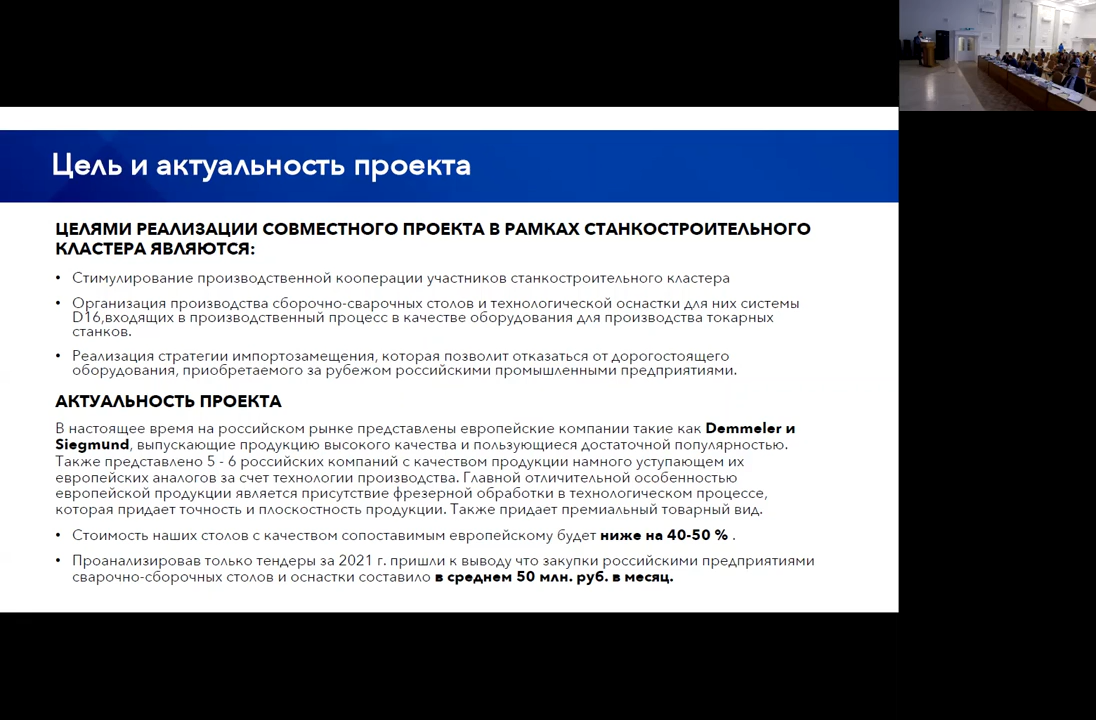 Цель и актуальность проекта
ЦЕЛЯМИ РЕАЛИЗАЦИИ СОВМЕСТНОГО ПРОЕКТА В РАМКАХ СТАНКОСТРОИТЕЛЬНОГО
КЛАСТЕРА ЯВЛЯЮТСЯ:
• Стимулирование производственной кооперации участников станкостроительного кластера
• Организация производства сборочно-сварочных столов и технологической оснастки для них системы
D16,входящих в производственный процесс в качестве оборудования для производства токарных
станков.
• Реализация стратегии импортозамещения, которая позволит отказаться от дорогостоящего
оборудования, приобретаемого за рубежом российскими промышленными предприятиями.
АКТУАЛЬНОСТЬ ПРОЕКТА
В настоящее время на российском рынке представлены европейские компании такие как Demmeler и
Siegmund, выпускающие продукцию высокого качества и пользующиеся достаточной популярностью.
Также представлено 5 - 6 российских компаний с качеством продукции намного уступающем их
европейских аналогов за счет технологии производства. Главной отличительной особенностью
европейской продукции является присутствие фрезерной обработки в технологическом процессе,
которая придает точность и плоскостность продукции. Также придает премиальный товарный вид.
• Стоимость наших столов с качеством сопоставимым европейскому будет ниже на 40-50 % .
• Проанализировав только тендеры за 2021 г. пришли к выводу что закупки российскими предприятиями
сварочно-сборочных столов и оснастки составило в среднем 50 млн. руб. в месяц.